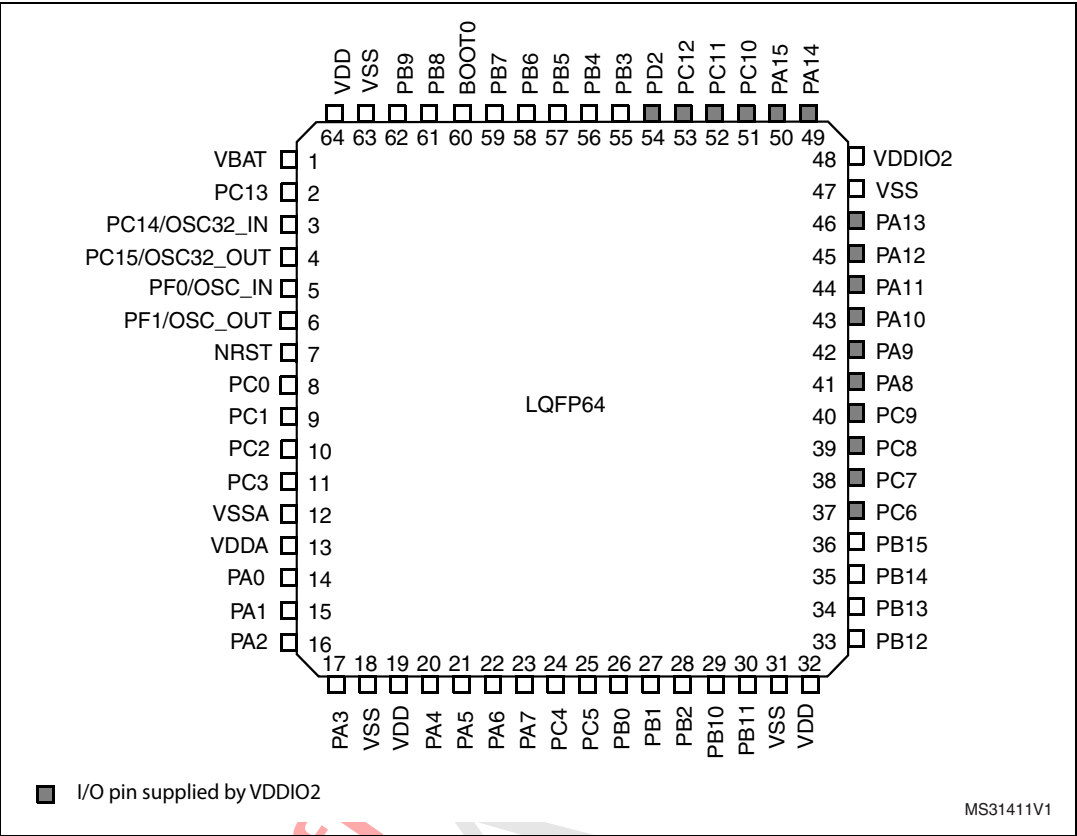 VDD
VSS
PB9
PB8
BOOT0
PB7
PB6
PB5
PB4
PB3
PD2
PC12
PC11
PC10
PA15
PA14
64 63 62 61 60 59 58 57 56 55 54 53 52 51 50 49
VBAT 1
PC13 2
PC14/OSC32_IN 3
PC15/OSC32_OUT 4
PF0/OSC_IN 5
PF1/OSC_OUT 6
NRST 7
PC0 8
PC1 9
PC2 10
PC3 11
VSSA 12
VDDA 13
PA0 14
PA1 15
PA2 16
LQFP64
48 VDDIO2
47 VSS
46 PA13
45 PA12
44 PA11
43 PA10
42 PA9
41 PA8
40 PC9
39 PC8
38 PC7
37 PC6
36 PB15
35 PB14
34 PB13
33 PB12
17 18 19 20 21 22 23 24 25 26 27 28 29 30 31 32
PA3
VSS
VDD
PA4
PA5
PA6
PA7
PC4
PC5
PB0
PB1
PB2
PB10
PB11
VSS
VDD
I/O pin supplied by VDDIO2
MS31411V1